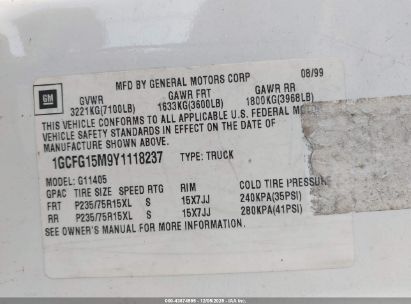 MFD BY GENERAL MOTORS CORP 08/99
GM
GVWR GAWR FRT GAWR RR
3221KG(7100LB) 1633KG(3600LB) 1800KG(3968LB)
THIS VEHICLE CONFORMS TO ALL APPLICABLE U.S. FEDERAL M
VEHICLE SAFETY STANDARDS IN EFFECT ON THE DATE OF
MANUFACTURE SHOWN ABOVE.
1GCFG15M9Y1118237 TYPE: TRUCK
MODEL: G11405
GPAC TIRE SIZE SPEED RTG RIM COLD TIRE PRESSUR
FRT P235/75R15XL S 15X7JJ 240KPA(35PSI)
RR P235/75R15XL S 15X7JJ 280KPA(41PSI)
SEE OWNER'S MANUAL FOR MORE INFORMATION.